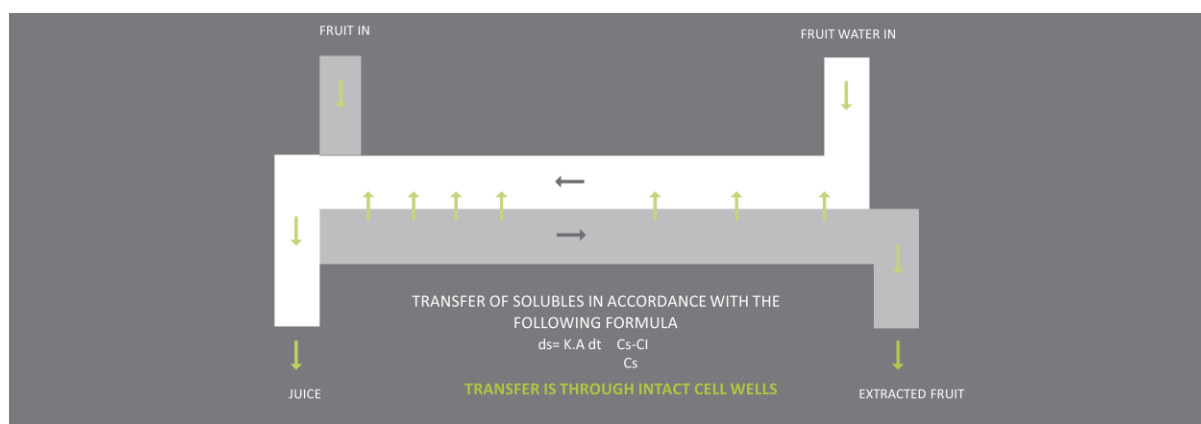 FRUIT IN
FRUIT WATER IN
TRANSFER OF SOLUBLES IN ACCORDANCE WITH THE
FOLLOWING FORMULA
ds= K.A dt Cs-CI
Cs
TRANSFER IS THROUGH INTACT CELL WELLS
JUICE
EXTRACTED FRUIT